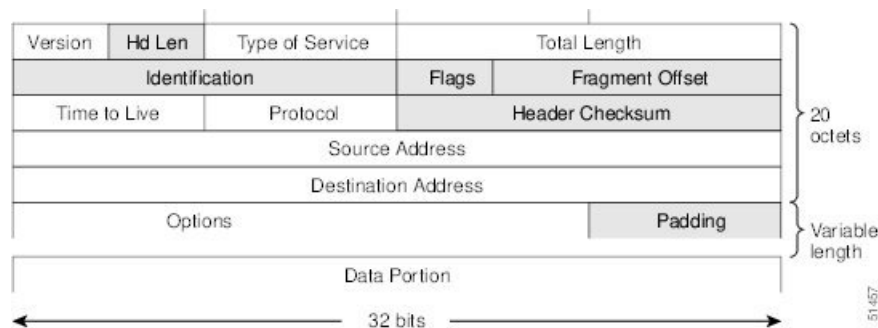 Version Hd Len Type of Service Total Length
Identification Flags Fragment Offset
Time to Live Protocol Header Checksum
20
octets
Source Address
Destination Address
Options Padding
Variable
length
Data Portion
32 bits
51457